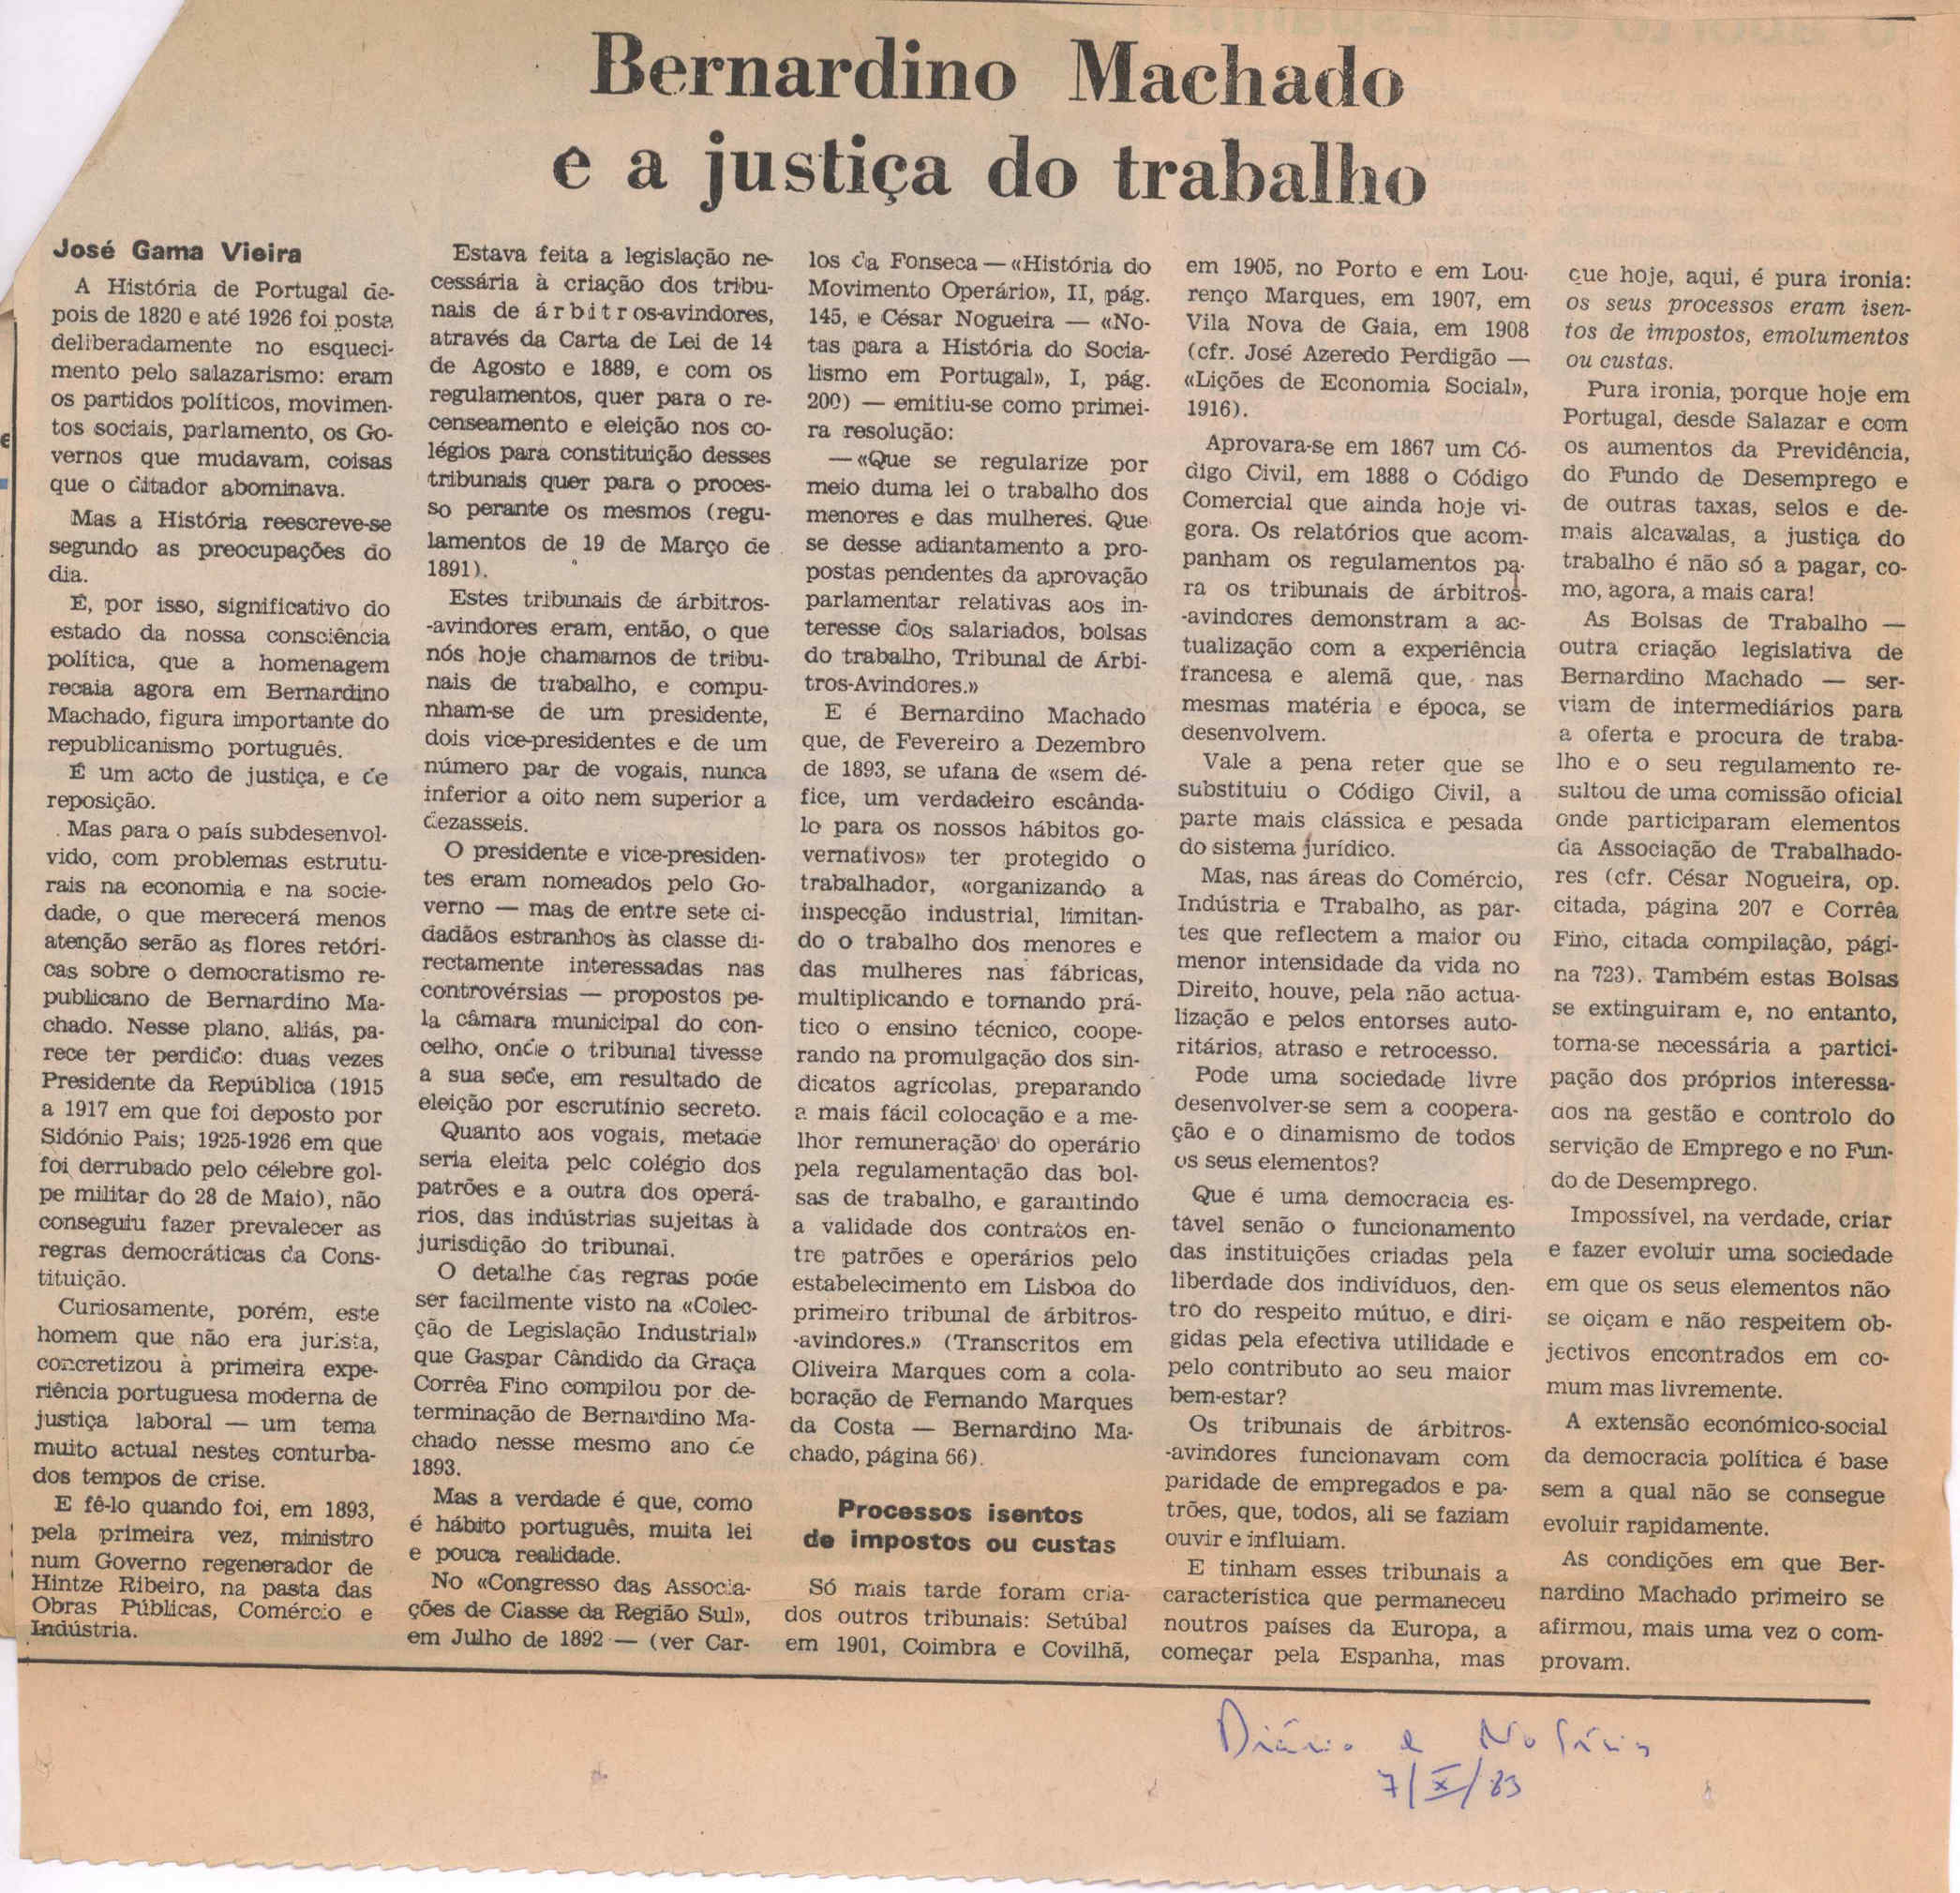 Bernardino Machado
e a justiça do trabalho
José Gama Vieira
A História de Portugal de-
pois de 1820 e até 1926 foi posta
deliberadamente no esqueci-
mento pelo salazarismo: eram
os partidos políticos, movimen-
tos sociais, parlamento, os Go-
vernos que mudavam, coisas
que o citador abominava.
Mas a História reescreve-se
segundo as preocupações do
dia.
É, por isso, significativo do
estado da nossa consciência
política, que a homenagem
recaia agora em Bernardino
Machado, figura importante do
republicanismo português.
É um acto de justiça, e de
reposição.
Mas para o país subdesenvol-
vido, com problemas estrutu-
rais na economia e na socie-
dade, o que merecerá menos
atenção serão as flores retóri-
cas sobre o democratismo re-
publicano de Bernardino Ma-
chado. Nesse plano, aliás, pa-
rece ter perdido: duas vezes
Presidente da República (1915
a 1917 em que foi deposto por
Sidónio Pais; 1925-1926 em que
foi derrubado pelo célebre gol-
pe militar do 28 de Maio), não
conseguiu fazer prevalecer as
regras democráticas da Cons-
tituição.
Curiosamente, porém, este
homem que não era jurista,
concretizou à primeira expe-
riência portuguesa moderna de
justiça laboral — um tema
muito actual nestes conturba-
dos tempos de crise.
E fê-lo quando foi, em 1893,
pela primeira vez, ministro
num Governo regenerador de
Hintze Ribeiro, na pasta das
Obras Públicas, Comércio e
Indústria.
Estava feita a legislação ne-
cessária à criação dos tribu-
nais de árbitros-avindores,
através da Carta de Lei de 14
de Agosto e 1889, e com os
regulamentos, quer para o re-
censeamento e eleição nos co-
légios para constituição desses
tribunais quer para o proces-
so perante os mesmos (regu-
lamentos de 19 de Março de
1891).
Estes tribunais de árbitros-
-avindores eram, então, o que
nós hoje chamamos de tribu-
nais de trabalho, e compu-
nham-se de um presidente,
dois vice-presidentes e de um
número par de vogais, nunca
inferior a oito nem superior a
dezasseis.
O presidente e vice-presiden-
tes eram nomeados pelo Go-
verno — mas de entre sete ci-
dadãos estranhos às classe di-
rectamente interessadas nas
controvérsias — propostos pe-
la câmara municipal do con-
celho, onde o tribunal tivesse
a sua sede, em resultado de
eleição por escrutínio secreto.
Quanto aos vogais, metade
seria eleita pelo colégio dos
patrões e a outra dos operá-
rios, das indústrias sujeitas à
jurisdição do tribunal.
O detalhe das regras pode
ser facilmente visto na «Colec-
ção de Legislação Industrial»
que Gaspar Cândido da Graça
Corrêa Fino compilou por de-
terminação de Bernardino Ma-
chado nesse mesmo ano de
1893.
Mas a verdade é que, como
é hábito português, muita lei
e pouca realidade.
No «Congresso das Associa-
ções de Classe da Região Sul»,
em Julho de 1892 — (ver Car-
los da Fonseca — «História do
Movimento Operário», II, pág.
145, e César Nogueira — «No-
tas para a História do Socia-
lismo em Portugal», I, pág.
200) — emitiu-se como primei-
ra resolução:
— «Que se regularize por
meio duma lei o trabalho dos
menores e das mulheres. Que
se desse adiantamento a pro-
postas pendentes da aprovação
parlamentar relativas aos in-
teresse dos salariados, bolsas
do trabalho, Tribunal de Árbi-
tros-Avindores.»
E é Bernardino Machado
que, de Fevereiro a Dezembro
de 1893, se ufana de «sem dé-
fice, um verdadeiro escânda-
lo para os nossos hábitos go-
vernativos» ter protegido o
trabalhador, «organizando a
inspecção industrial, limitan-
do o trabalho dos menores e
das mulheres nas fábricas,
multiplicando e tornando prá-
tico o ensino técnico, coope-
rando na promulgação dos sin-
dicatos agrícolas, preparando
a mais fácil colocação e a me-
lhor remuneração do operário
pela regulamentação das bol-
sas de trabalho, e garantindo
a validade dos contratos en-
tre patrões e operários pelo
estabelecimento em Lisboa do
primeiro tribunal de árbitros-
-avindores.» (Transcritos em
Oliveira Marques com a cola-
boração de Fernando Marques
da Costa — Bernardino Ma-
chado, página 56).
Processos isentos
de impostos ou custas
Só mais tarde foram cria-
dos outros tribunais: Setúbal
em 1901, Coimbra e Covilhã,
em 1905, no Porto e em Lou-
renço Marques, em 1907, em
Vila Nova de Gaia, em 1908
(cfr. José Azeredo Perdigão —
«Lições de Economia Social»,
1916).
Aprovara-se em 1867 um Có-
digo Civil, em 1888 o Código
Comercial que ainda hoje vi-
gora. Os relatórios que acom-
panham os regulamentos pa-
ra os tribunais de árbitros-
-avindores demonstram a ac-
tualização com a experiência
francesa e alemã que, nas
mesmas matéria e época, se
desenvolvem.
Vale a pena reter que se
substituiu o Código Civil, a
parte mais clássica e pesada
do sistema jurídico.
Mas, nas áreas do Comércio,
Indústria e Trabalho, as par-
tes que reflectem a maior ou
menor intensidade da vida no
Direito, houve, pela não actua-
lização e pelos entorses auto-
ritários, atraso e retrocesso.
Pode uma sociedade livre
desenvolver-se sem a coopera-
ção e o dinamismo de todos
os seus elementos?
Que é uma democracia es-
tável senão o funcionamento
das instituições criadas pela
liberdade dos indivíduos, den-
tro do respeito mútuo, e diri-
gidas pela efectiva utilidade e
pelo contributo ao seu maior
bem-estar?
Os tribunais de árbitros-
-avindores funcionavam com
paridade de empregados e pa-
trões, que, todos, ali se faziam
ouvir e influiam.
E tinham esses tribunais a
característica que permaneceu
noutros países da Europa, a
começar pela Espanha, mas
que hoje, aqui, é pura ironia:
os seus processos eram isen-
tos de impostos, emolumentos
ou custas.
Pura ironia, porque hoje em
Portugal, desde Salazar e com
os aumentos da Previdência,
do Fundo de Desemprego e
de outras taxas, selos e de-
mais alcavalas, a justiça do
trabalho é não só a pagar, co-
mo, agora, a mais cara!
As Bolsas de Trabalho —
outra criação legislativa de
Bernardino Machado — ser-
viam de intermediários para
a oferta e procura de traba-
lho e o seu regulamento re-
sultou de uma comissão oficial
onde participaram elementos
da Associação de Trabalhado-
res (cfr. César Nogueira, op.
citada, página 207 e Corrêa
Fino, citada compilação, pági-
na 723). Também estas Bolsas
se extinguiram e, no entanto,
torna-se necessária a partici-
pação dos próprios interessa-
dos na gestão e controlo do
servição de Emprego e no Fun-
do de Desemprego.
Impossível, na verdade, criar
e fazer evoluir uma sociedade
em que os seus elementos não
se oiçam e não respeitem ob-
jectivos encontrados em co-
mum mas livremente.
A extensão económico-social
da democracia política é base
sem a qual não se consegue
evoluir rapidamente.
As condições em que Ber-
nardino Machado primeiro se
afirmou, mais uma vez o com-
provam.
Diário e Notícias
7/X/83